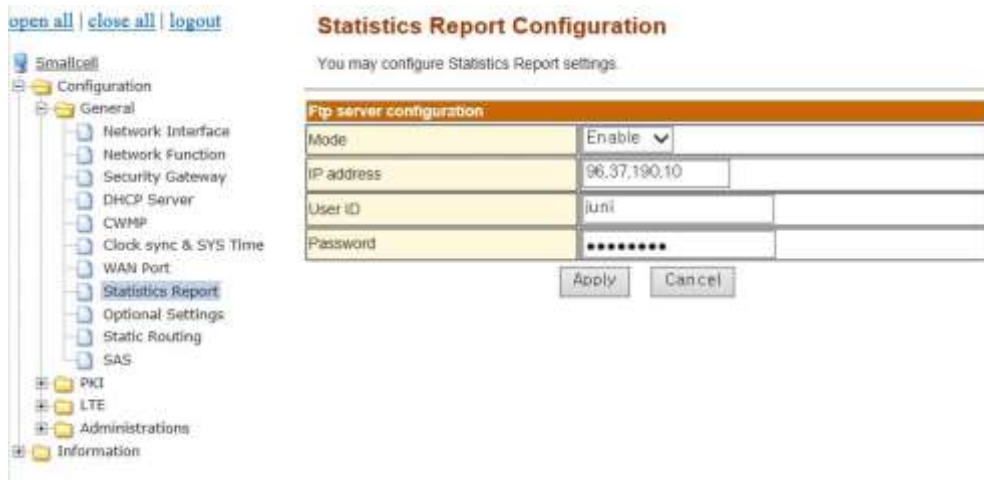 open all | close all | logout
Smallcell
Configuration
General
Network Interface
Network Function
Security Gateway
DHCP Server
CWMP
Clock sync & SYS Time
WAN Port
Statistics Report
Optional Settings
Static Routing
SAS
PKI
LTE
Administrations
Information
Statistics Report Configuration
You may configure Statistics Report settings.
Ftp server configuration
Mode Enable
IP address 96.37.190.10
User ID juni
Password ●●●●●●●●
Apply Cancel